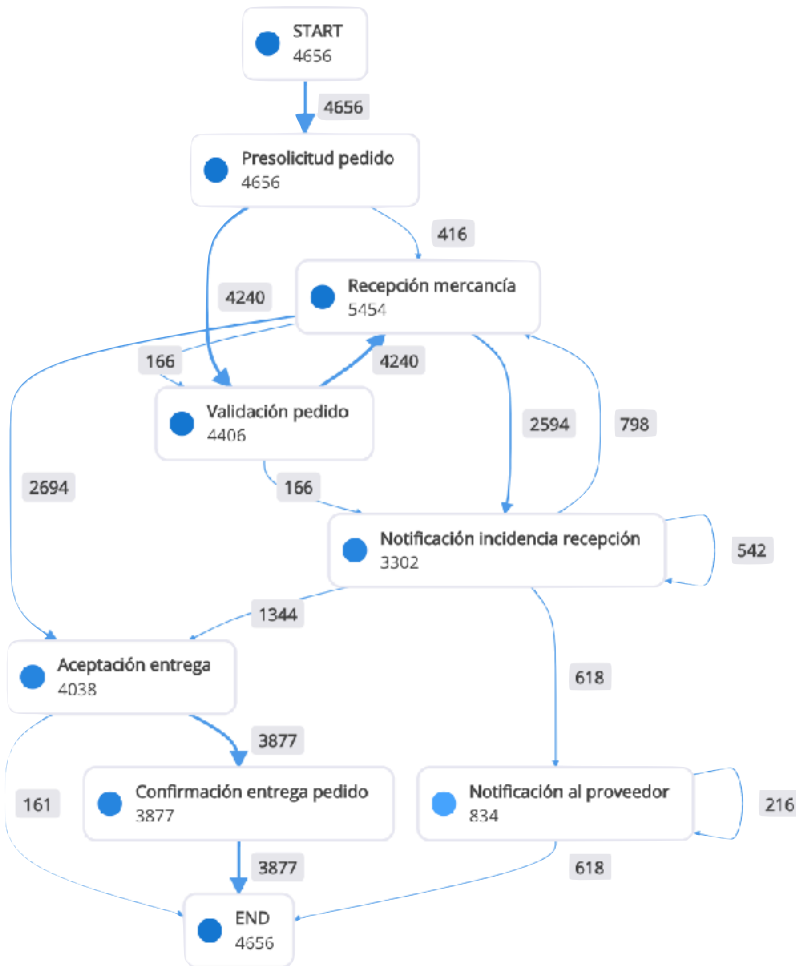 START
4656
4656
Presolicitud pedido
4656
416
4240
Recepción mercancía
5454
166
4240
Validación pedido
4406
2594
798
2694
166
Notificación incidencia recepción
3302
542
1344
Aceptación entrega
4038
618
3877
161
Confirmación entrega pedido
3877
Notificación al proveedor
834
216
3877
618
END
4656